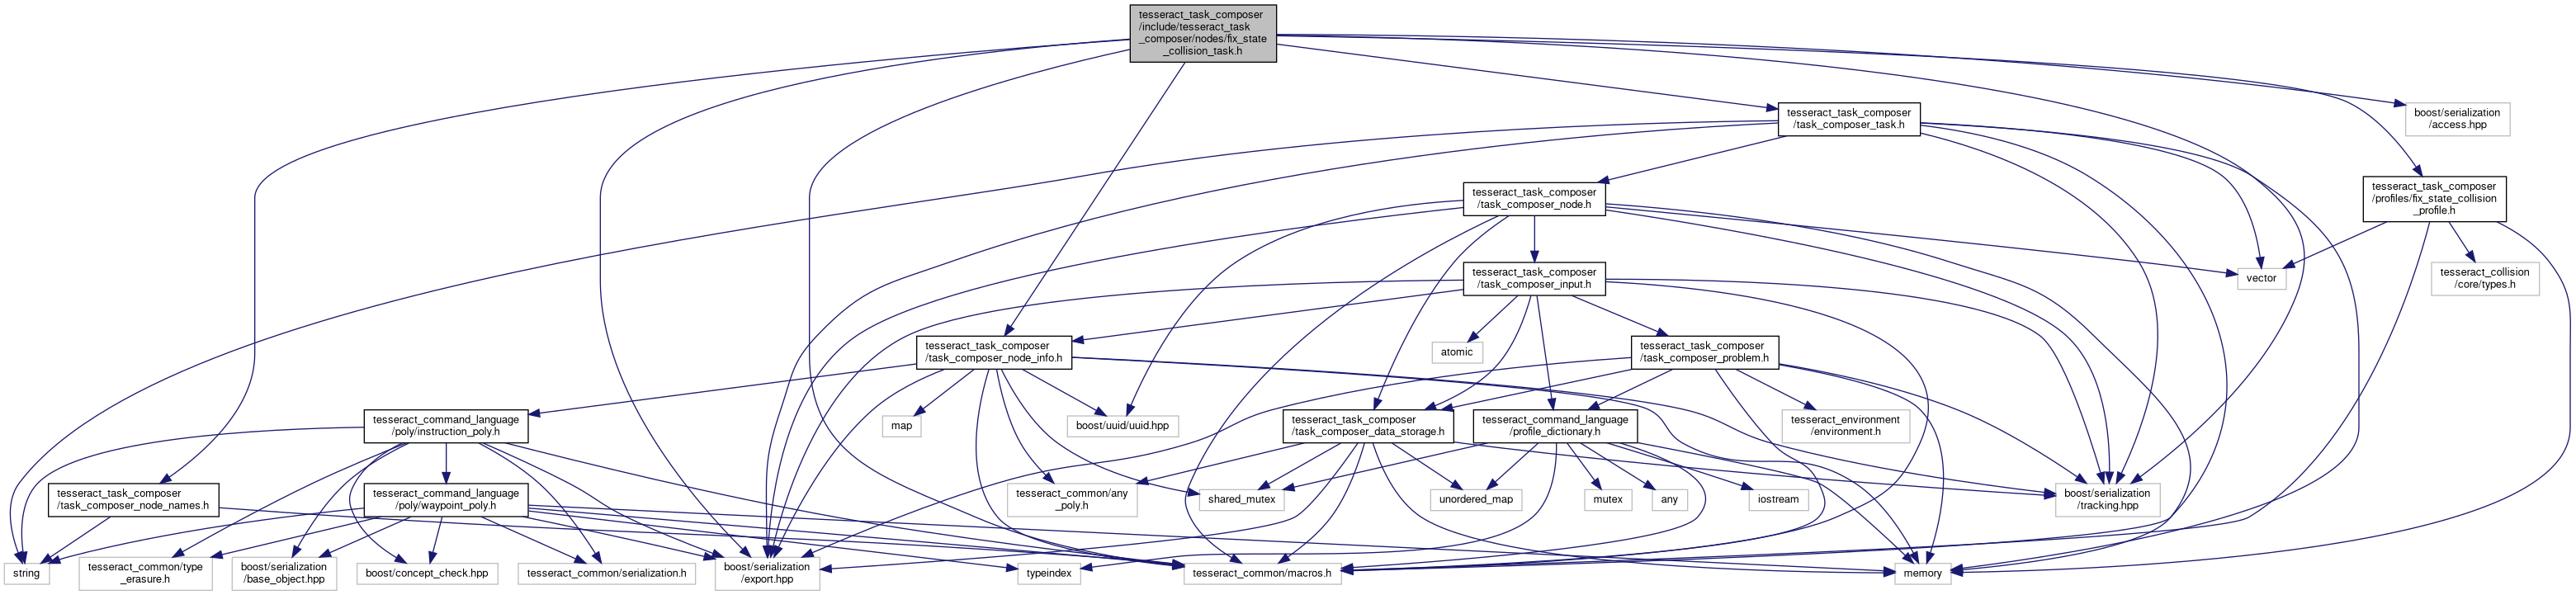 tesseract_task_composer
/include/tesseract_task
_composer/nodes/fix_state
_collision_task.h
tesseract_task_composer
/task_composer_task.h
boost/serialization
/access.hpp
tesseract_task_composer
/task_composer_node.h
tesseract_task_composer
/profiles/fix_state_collision
_profile.h
tesseract_task_composer
/task_composer_input.h
vector
tesseract_collision
/core/types.h
tesseract_task_composer
/task_composer_node_info.h
atomic
tesseract_task_composer
/task_composer_problem.h
tesseract_command_language
/poly/instruction_poly.h
map
boost/uuid/uuid.hpp
tesseract_task_composer
/task_composer_data_storage.h
tesseract_command_language
/profile_dictionary.h
tesseract_environment
/environment.h
tesseract_task_composer
/task_composer_node_names.h
tesseract_command_language
/poly/waypoint_poly.h
tesseract_common/any
_poly.h
shared_mutex
unordered_map
mutex
any
iostream
boost/serialization
/tracking.hpp
string
tesseract_common/type
_erasure.h
boost/serialization
/base_object.hpp
boost/concept_check.hpp
tesseract_common/serialization.h
boost/serialization
/export.hpp
typeindex
tesseract_common/macros.h
memory